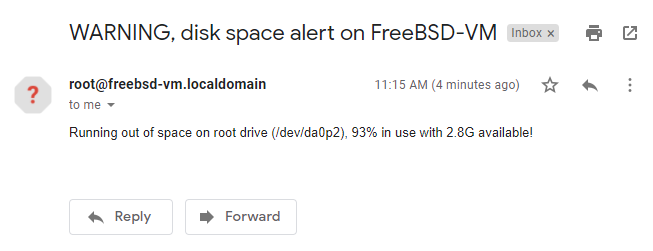 WARNING, disk space alert on FreeBSD-VM Inbox ×
root@freebsd-vm.localdomain 11:15 AM (4 minutes ago)
to me
Running out of space on root drive (/dev/da0p2), 93% in use with 2.8G available!
Reply Forward